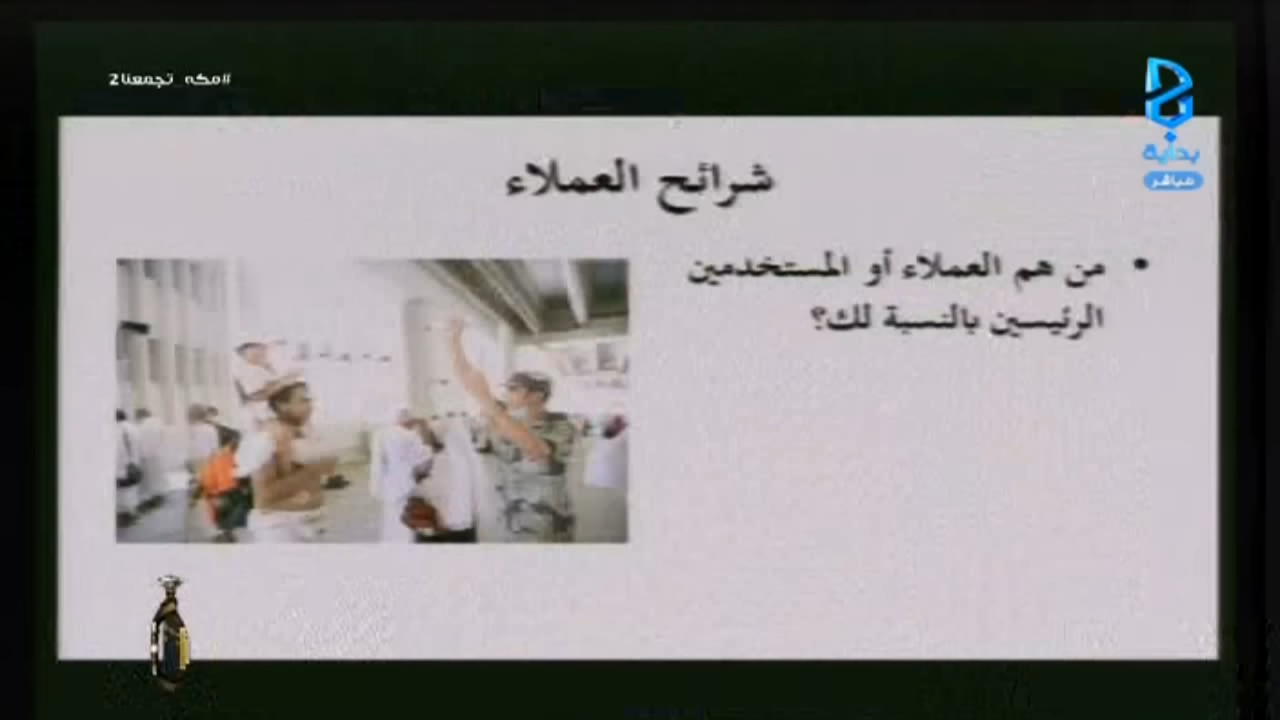 #مكه_تجمعنا2
بداية
مباشر
شرائح العملاء
• من هم العملاء أو المستخدمين
الرئيسين بالنسبة لك؟